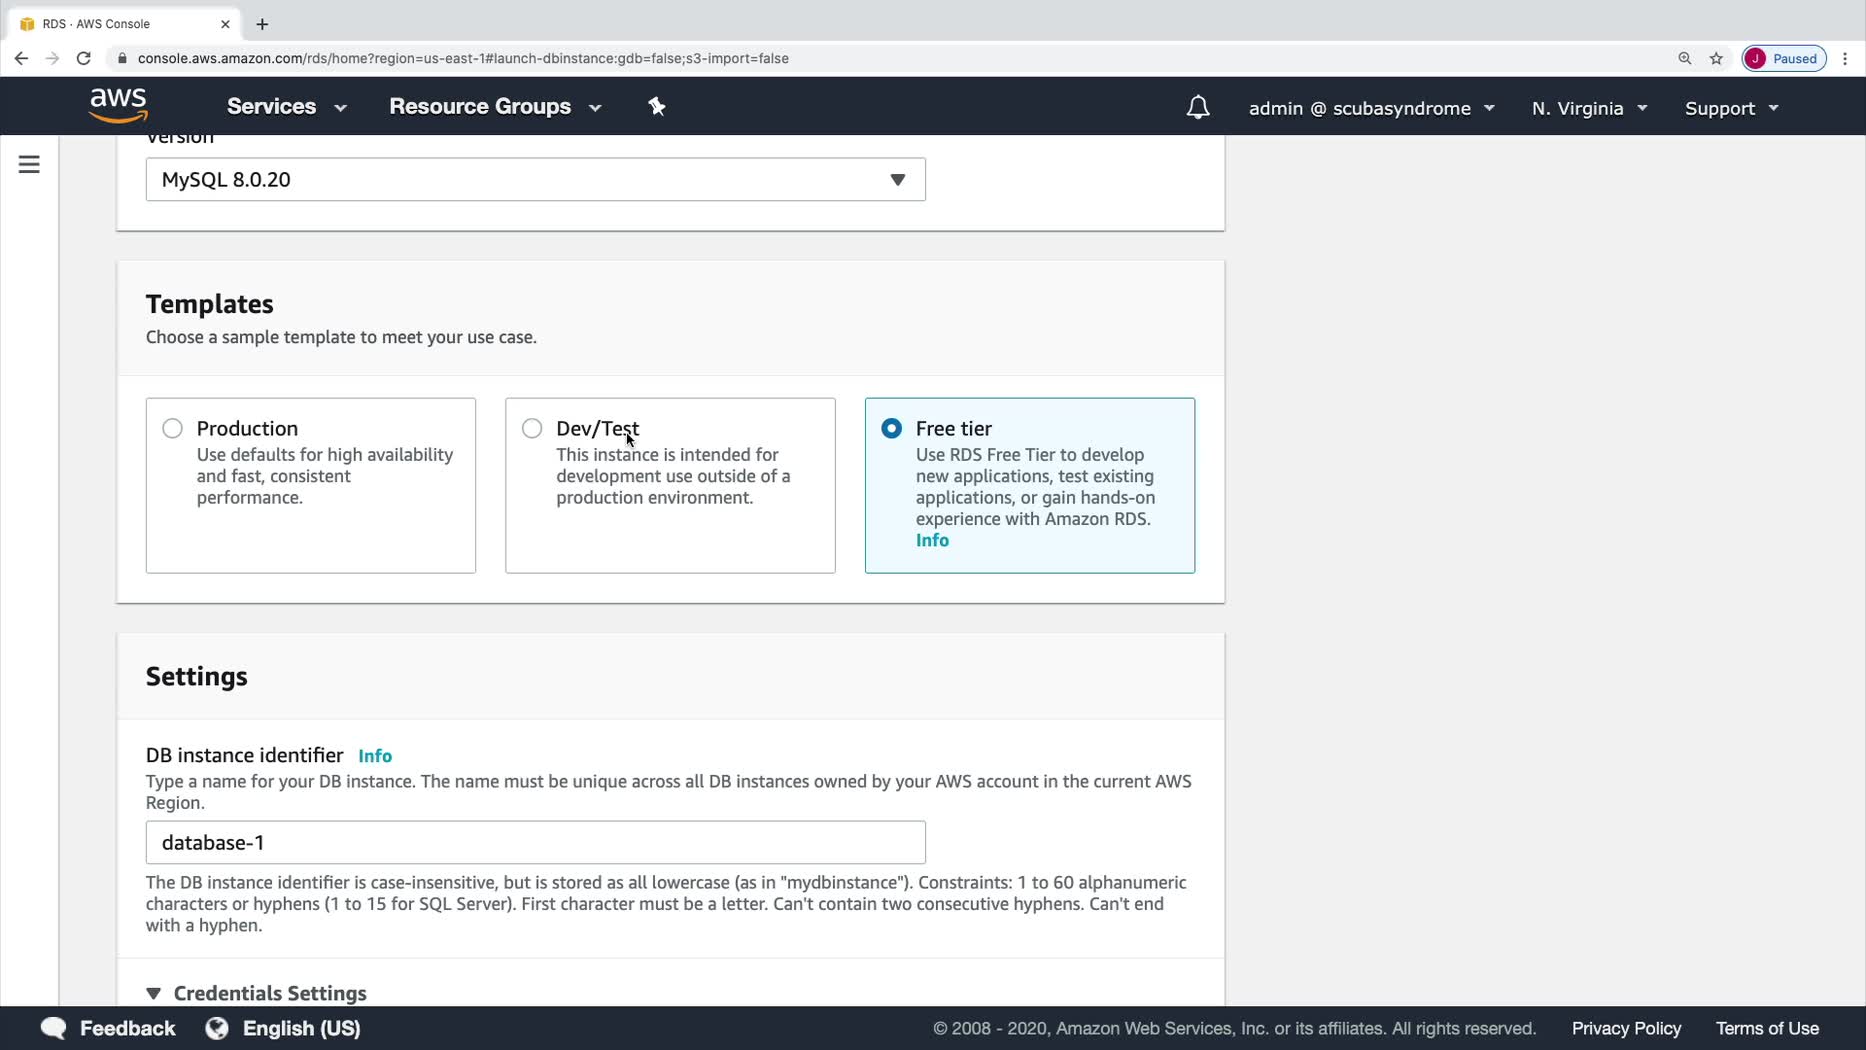 RDS · AWS Console
console.aws.amazon.com/rds/home?region=us-east-1#launch-dbinstance:gdb=false;s3-import=false
J Paused
aws
Services
Resource Groups
admin @ scubasyndrome
N. Virginia
Support
Version
MySQL 8.0.20
Templates
Choose a sample template to meet your use case.
Production
Use defaults for high availability
and fast, consistent
performance.
Dev/Test
This instance is intended for
development use outside of a
production environment.
Free tier
Use RDS Free Tier to develop
new applications, test existing
applications, or gain hands-on
experience with Amazon RDS.
Info
Settings
DB instance identifier Info
Type a name for your DB instance. The name must be unique across all DB instances owned by your AWS account in the current AWS
Region.
database-1
The DB instance identifier is case-insensitive, but is stored as all lowercase (as in "mydbinstance"). Constraints: 1 to 60 alphanumeric
characters or hyphens (1 to 15 for SQL Server). First character must be a letter. Can't contain two consecutive hyphens. Can't end
with a hyphen.
Credentials Settings
Feedback
English (US)
© 2008 - 2020, Amazon Web Services, Inc. or its affiliates. All rights reserved.
Privacy Policy
Terms of Use